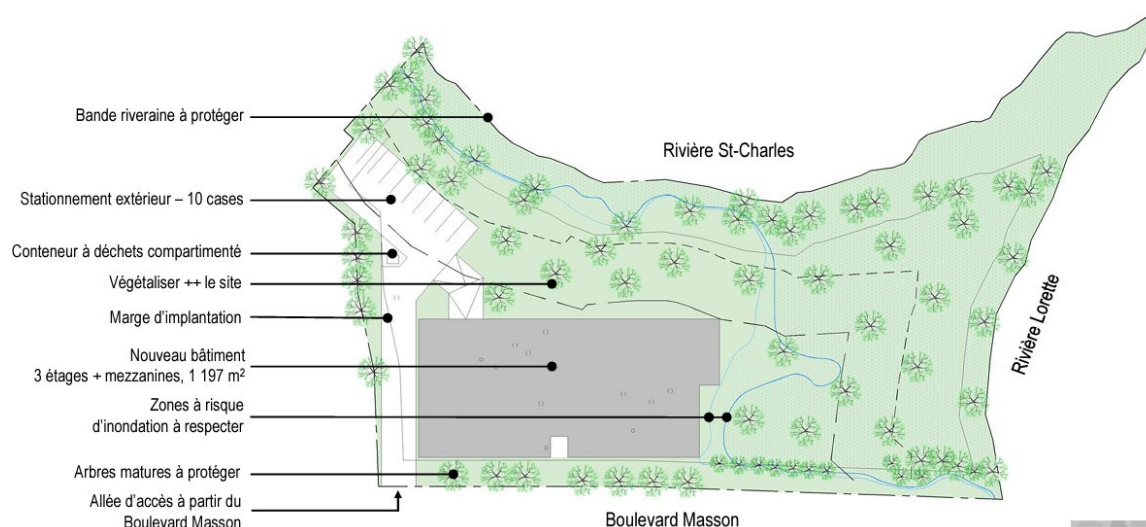 Bande riveraine à protéger
Rivière St-Charles
Stationnement extérieur – 10 cases
Conteneur à déchets compartimenté
Végétaliser ++ le site
Marge d'implantation
Rivière Lorette
Nouveau bâtiment
3 étages + mezzanines, 1 197 m²
Zones à risque
d'inondation à respecter
Arbres matures à protéger
Allée d'accès à partir du
Boulevard Masson
Boulevard Masson